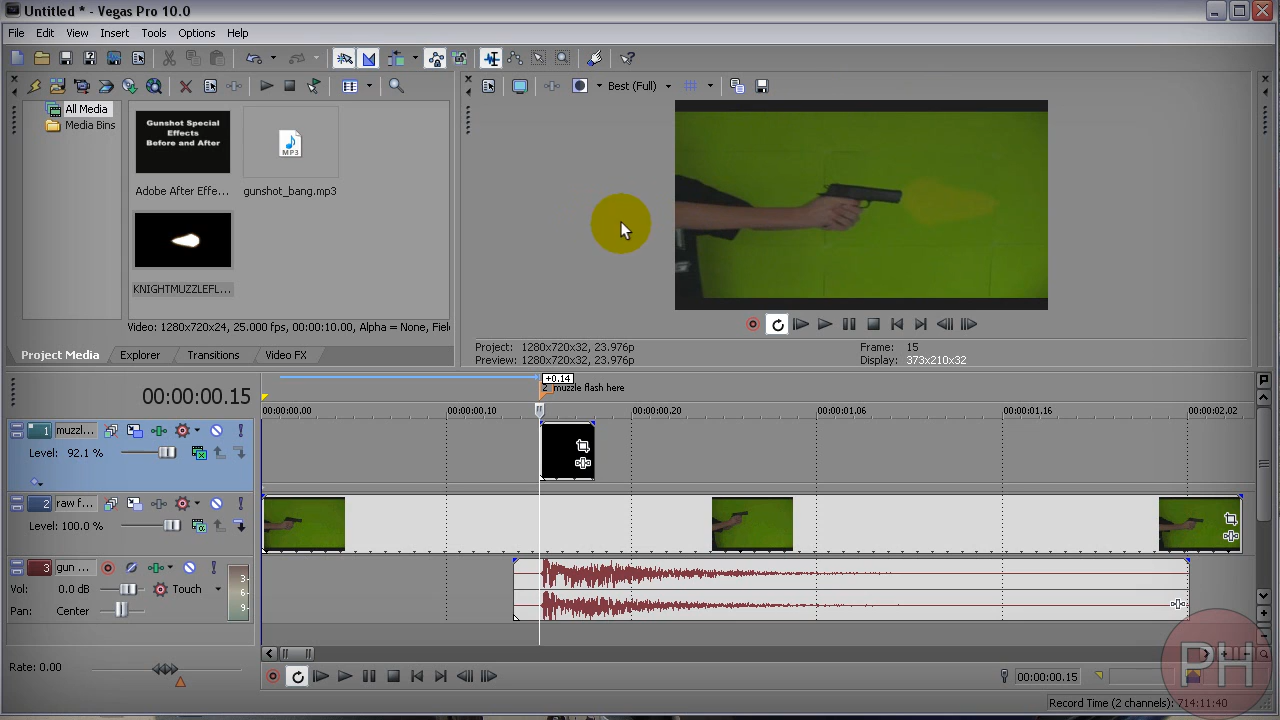 Untitled * - Vegas Pro 10.0
File Edit View Insert Tools Options Help
Best (Full)
All Media
Media Bins
Gunshot Special
Effects
Before and After
MP3
Adobe After Effe...
gunshot_bang.mp3
KNIGHTMUZZLEFL...
Video: 1280x720x24, 25.000 fps, 00:00:10.00, Alpha = None, Fiel
Project Media Explorer Transitions Video FX
Project: 1280x720x32, 23.976p
Preview: 1280x720x32, 23.976p
Frame: 15
Display: 373x210x32
+0.14
2 muzzle flash here
00:00:00.15
00:00:00.00 00:00:00.10 00:00:00.20 00:00:01.06 00:00:01.16 00:00:02.02
1 muzzl...
Level: 92.1 %
2 raw f...
Level: 100.0 %
3 gun ...
Vol: 0.0 dB Touch
Pan: Center
3
6
9
Rate: 0.00
00:00:00.15
Record Time (2 channels): 714:11:40
PH